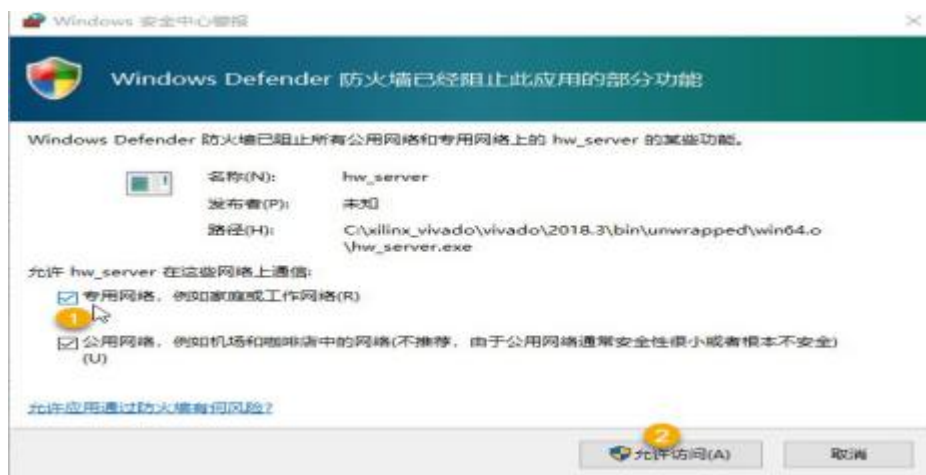 Windows 安全中心警报
Windows Defender 防火墙已经阻止此应用的部分功能
Windows Defender 防火墙已阻止所有公用网络和专用网络上的 hw_server 的某些功能。
名称(N): hw_server
发布者(P): 未知
路径(H): C:\xilinx_vivado\vivado\2018.3\bin\unwrapped\win64.o
\hw_server.exe
允许 hw_server 在这些网络上通信:
专用网络，例如家庭或工作网络(R)
1
公用网络，例如机场和咖啡店中的网络(不推荐，由于公用网络通常安全性很小或者根本不安全)
(U)
允许应用通过防火墙有何风险?
2
允许访问(A) 取消